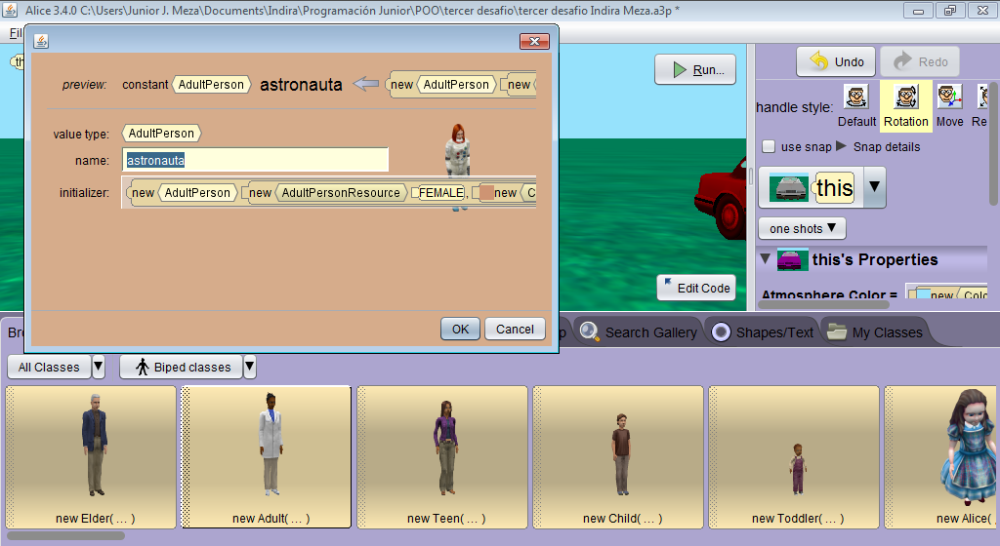 Alice 3.4.0 C:\Users\Junior J. Meza\Documents\Indira\Programación Junior\POO\tercer desafio\tercer desafio Indira Meza.a3p *
preview: constant AdultPerson astronauta new AdultPerson new
value type: AdultPerson
name: astronauta
initializer: new AdultPerson new AdultPersonResource FEMALE, new C
OK Cancel
Run...
Edit Code
Undo Redo
handle style: Default Rotation Move Re
use snap Snap details
this
one shots
this's Properties
Atmosphere Color = new Colo
Search Gallery Shapes/Text My Classes
All Classes Biped classes
new Elder( ... ) new Adult( ... ) new Teen( ... ) new Child( ... ) new Toddler( ... ) new Alice(